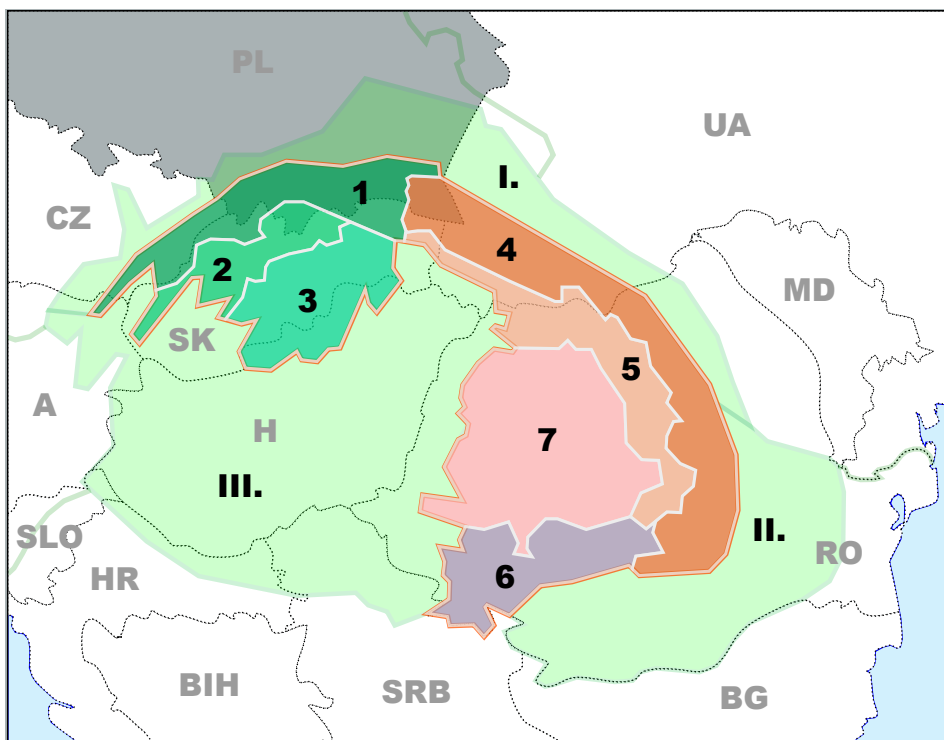 PL
UA
I.
1
CZ
4
2
3
MD
SK
5
A
H
7
III.
SLO
II.
RO
HR
6
BIH
SRB
BG